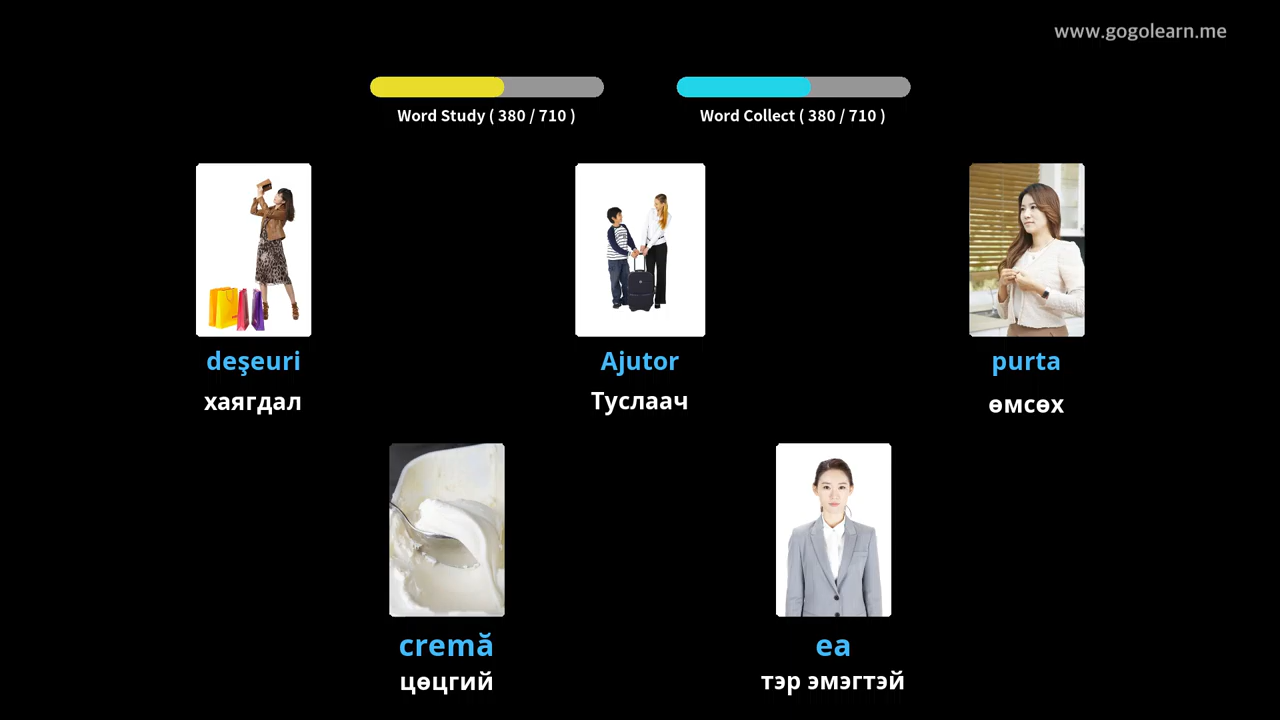 www.gogolearn.me
Word Study ( 380 / 710 )
Word Collect ( 380 / 710 )
deşeuri
хаягдал
Ajutor
Туслаач
purta
өмсөх
cremă
цөцгий
ea
тэр эмэгтэй